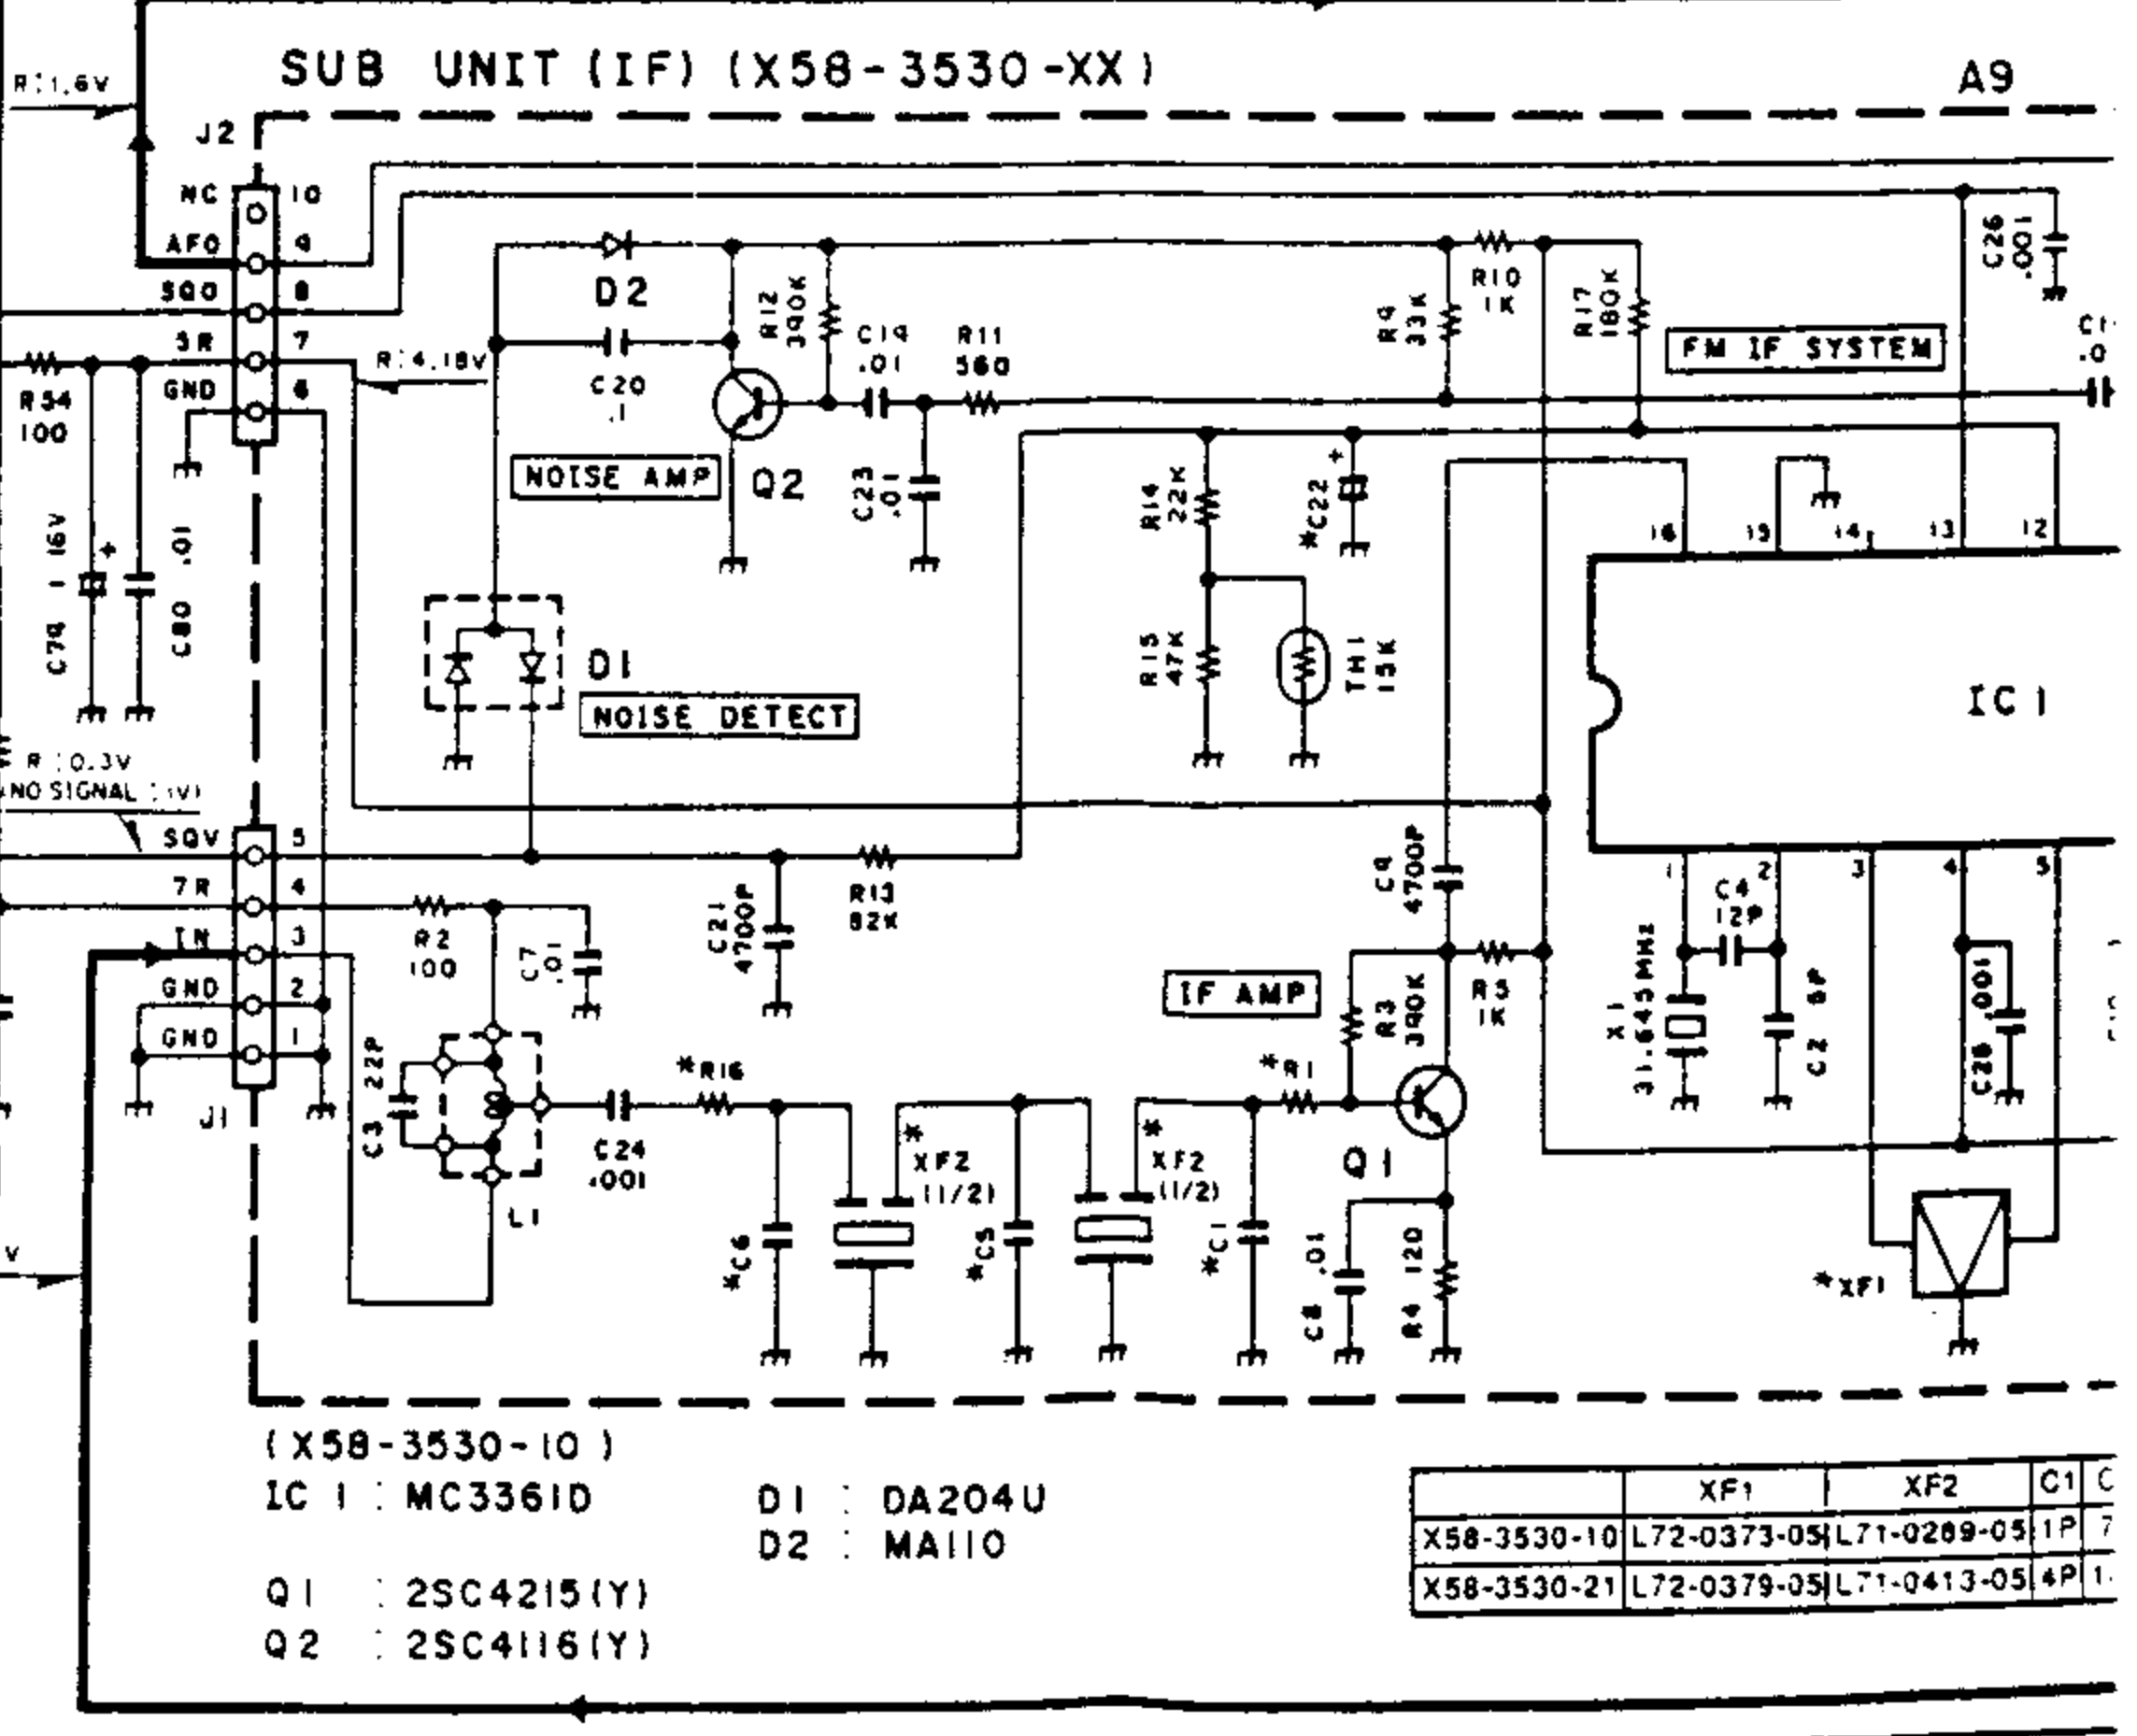 SUB UNIT (IF) (X58-3530-XX)
A9
R:1.6V
J2
NC 10
AFO 9
SQO 8
5R 7
GND 6
R:4.18V
R54
100
C79 1 16V
+
C80 .01
D2
C20
.1
R12
390K
C19
.01
R11
560
NOISE AMP
Q2
C23
.01
R9
33K
R10
1K
R17
180K
C26
.001
FM IF SYSTEM
R14
22K
+
*C22
R15
47K
TH1
15K
16 15 14 13 12
IC1
1 2 3 4 5
D1
NOISE DETECT
R:0.3V
SQV 5
7R 4
IN 3
GND 2
GND 1
J1
R2
100
C7
.01
C21
4700P
R13
82K
C9
4700P
IF AMP
R3
390K
R5
1K
C4
12P
X1
31.645MHz
C2 6P
C28
.001
C3 22P
L1
C24
.001
*R16
*C6
*
XF2
(1/2)
*C5
*
XF2
(1/2)
*C1
*R1
Q1
C8 .01
R4 120
*XF1
V
(X58-3530-10)
IC1 : MC3361D
D1 : DA204U
D2 : MA110
Q1 : 2SC4215(Y)
Q2 : 2SC4116(Y)
XF1 XF2 C1 C
X58-3530-10 L72-0373-05 L71-0289-05 1P 7
X58-3530-21 L72-0379-05 L71-0413-05 4P 1